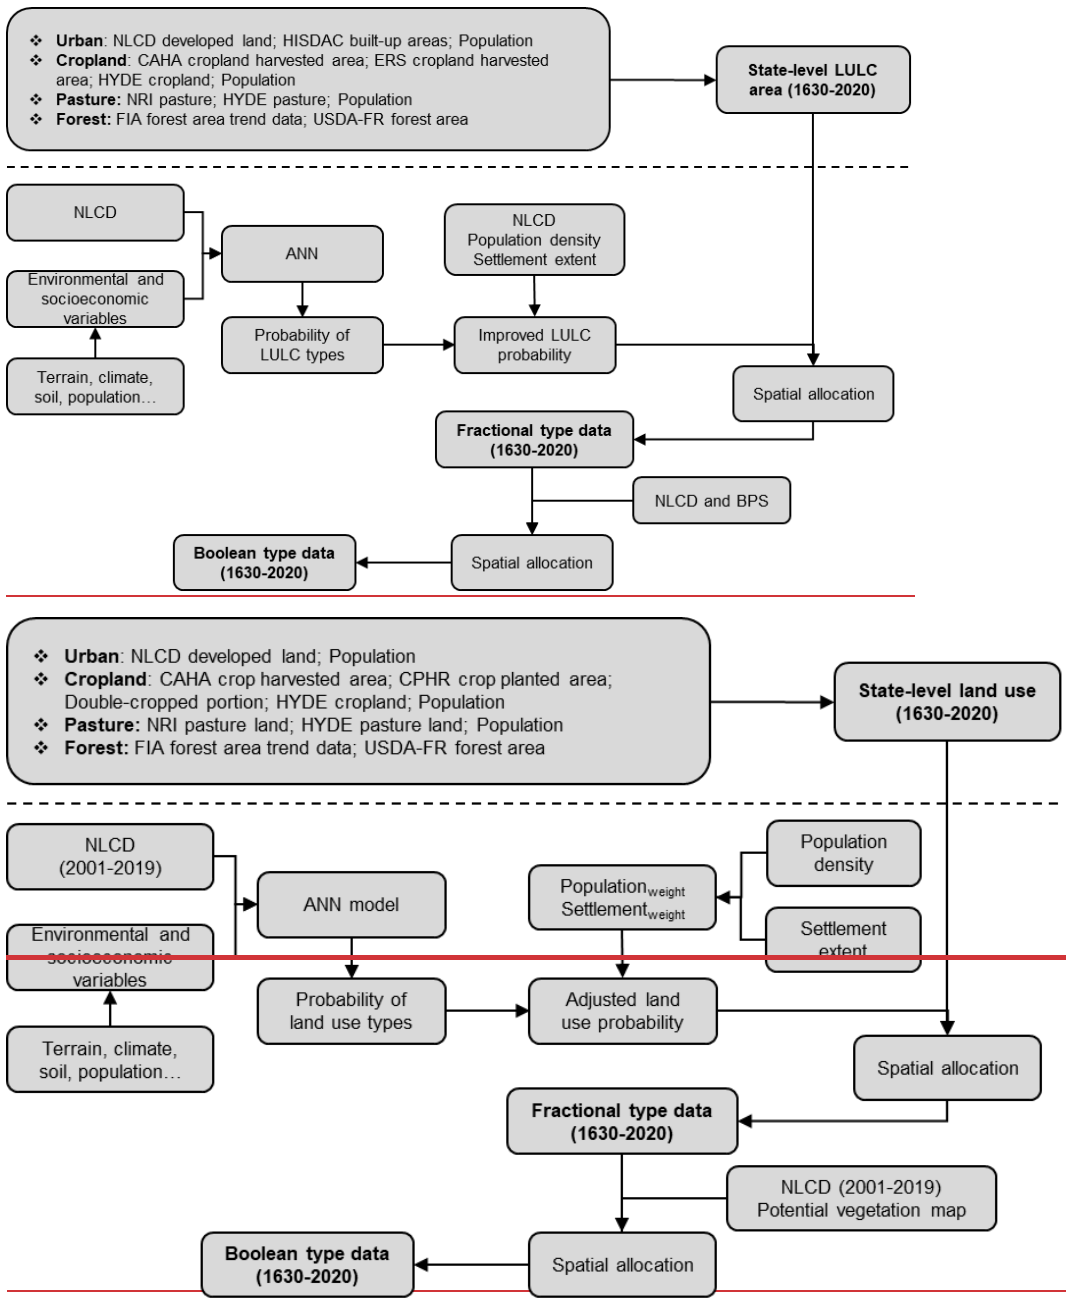 ❖ Urban: NLCD developed land; HISDAC built-up areas; Population
❖ Cropland: CAHA cropland harvested area; ERS cropland harvested
area; HYDE cropland; Population
❖ Pasture: NRI pasture; HYDE pasture; Population
❖ Forest: FIA forest area trend data; USDA-FR forest area
State-level LULC
area (1630-2020)
NLCD
Environmental and
socioeconomic
variables
Terrain, climate,
soil, population…
ANN
Probability of
LULC types
NLCD
Population density
Settlement extent
Improved LULC
probability
Spatial allocation
Fractional type data
(1630-2020)
NLCD and BPS
Spatial allocation
Boolean type data
(1630-2020)
❖ Urban: NLCD developed land; Population
❖ Cropland: CAHA crop harvested area; CPHR crop planted area;
Double-cropped portion; HYDE cropland; Population
❖ Pasture: NRI pasture land; HYDE pasture land; Population
❖ Forest: FIA forest area trend data; USDA-FR forest area
State-level land use
(1630-2020)
NLCD
(2001-2019)
Environmental and
socioeconomic
variables
Terrain, climate,
soil, population…
ANN model
Probability of
land use types
Population weight
Settlement weight
Population
density
Settlement
extent
Adjusted land
use probability
Spatial allocation
Fractional type data
(1630-2020)
NLCD (2001-2019)
Potential vegetation map
Spatial allocation
Boolean type data
(1630-2020)